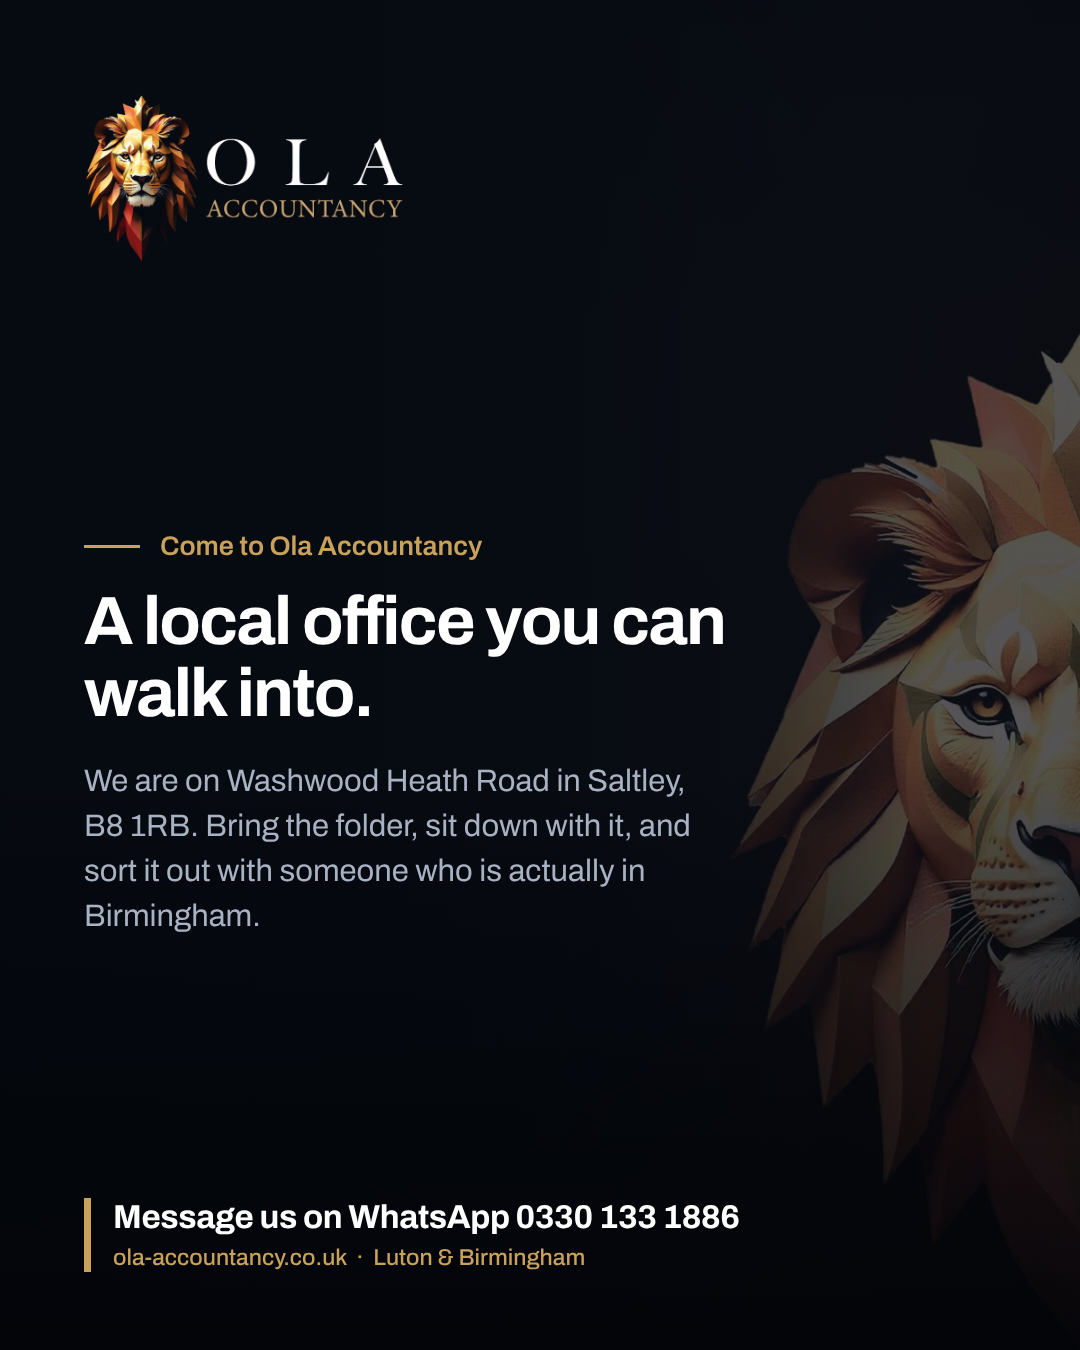 OLA
ACCOUNTANCY
Come to Ola Accountancy
A local office you can
walk into.
We are on Washwood Heath Road in Saltley,
B8 1RB. Bring the folder, sit down with it, and
sort it out with someone who is actually in
Birmingham.
Message us on WhatsApp 0330 133 1886
ola-accountancy.co.uk · Luton & Birmingham